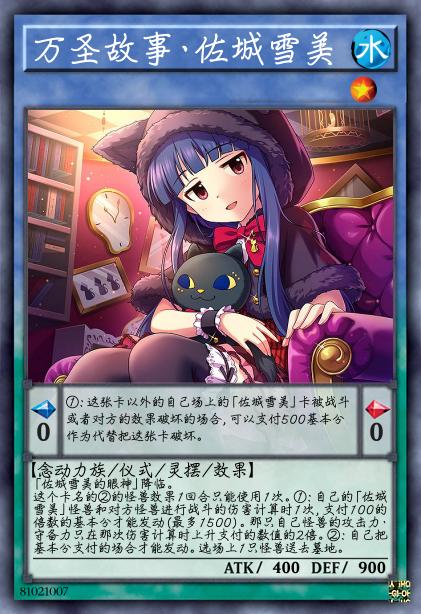 万圣故事·佐城雪美
水
①:这张卡以外的自己场上的「佐城雪美」卡被战斗
或者对方的效果破坏的场合,可以支付500基本分
作为代替把这张卡破坏。
0
0
【念动力族/仪式/灵摆/效果】
「佐城雪美的眼神」降临。
这个卡名的②的怪兽效果1回合只能使用1次。①:自己的「佐城
雪美」怪兽和对方怪兽进行战斗的伤害计算时1次,支付100的
倍数的基本分才能发动(最多1500)。那只自己怪兽的攻击力·
守备力只在那次伤害计算时上升支付的数值的2倍。②:自己把
基本分支付的场合才能发动。选场上1只怪兽送去墓地。
ATK/ 400 DEF/ 900
81021007